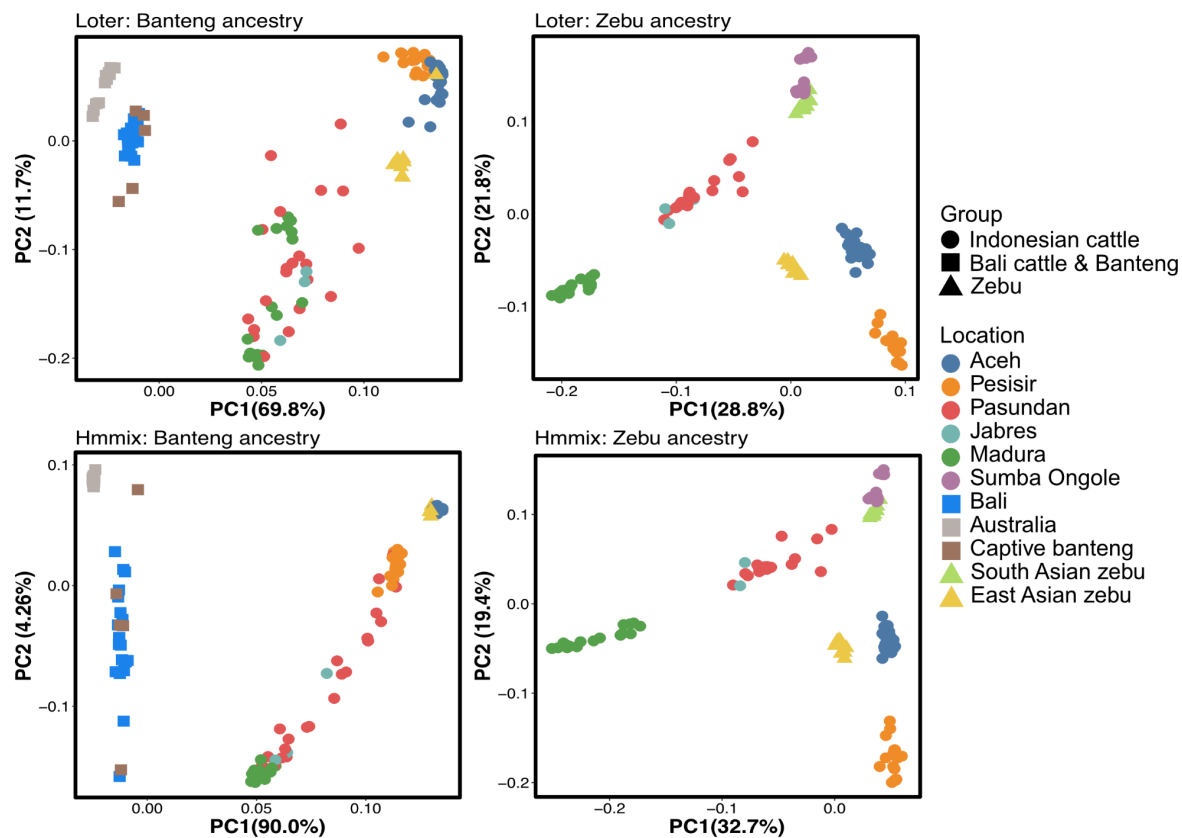 Loter: Banteng ancestry
PC2 (11.7%)
0.0
−0.1
−0.2
0.00
0.05
0.10
PC1(69.8%)
Loter: Zebu ancestry
PC2 (21.8%)
0.1
0.0
−0.1
−0.2
−0.1
0.0
0.1
PC1(28.8%)
Hmmix: Banteng ancestry
PC2 (4.26%)
0.1
0.0
−0.1
0.00
0.05
0.10
PC1(90.0%)
Hmmix: Zebu ancestry
PC2 (19.4%)
0.1
0.0
−0.1
−0.2
−0.2
−0.1
0.0
PC1(32.7%)
Group
Indonesian cattle
Bali cattle & Banteng
Zebu
Location
Aceh
Pesisir
Pasundan
Jabres
Madura
Sumba Ongole
Bali
Australia
Captive banteng
South Asian zebu
East Asian zebu